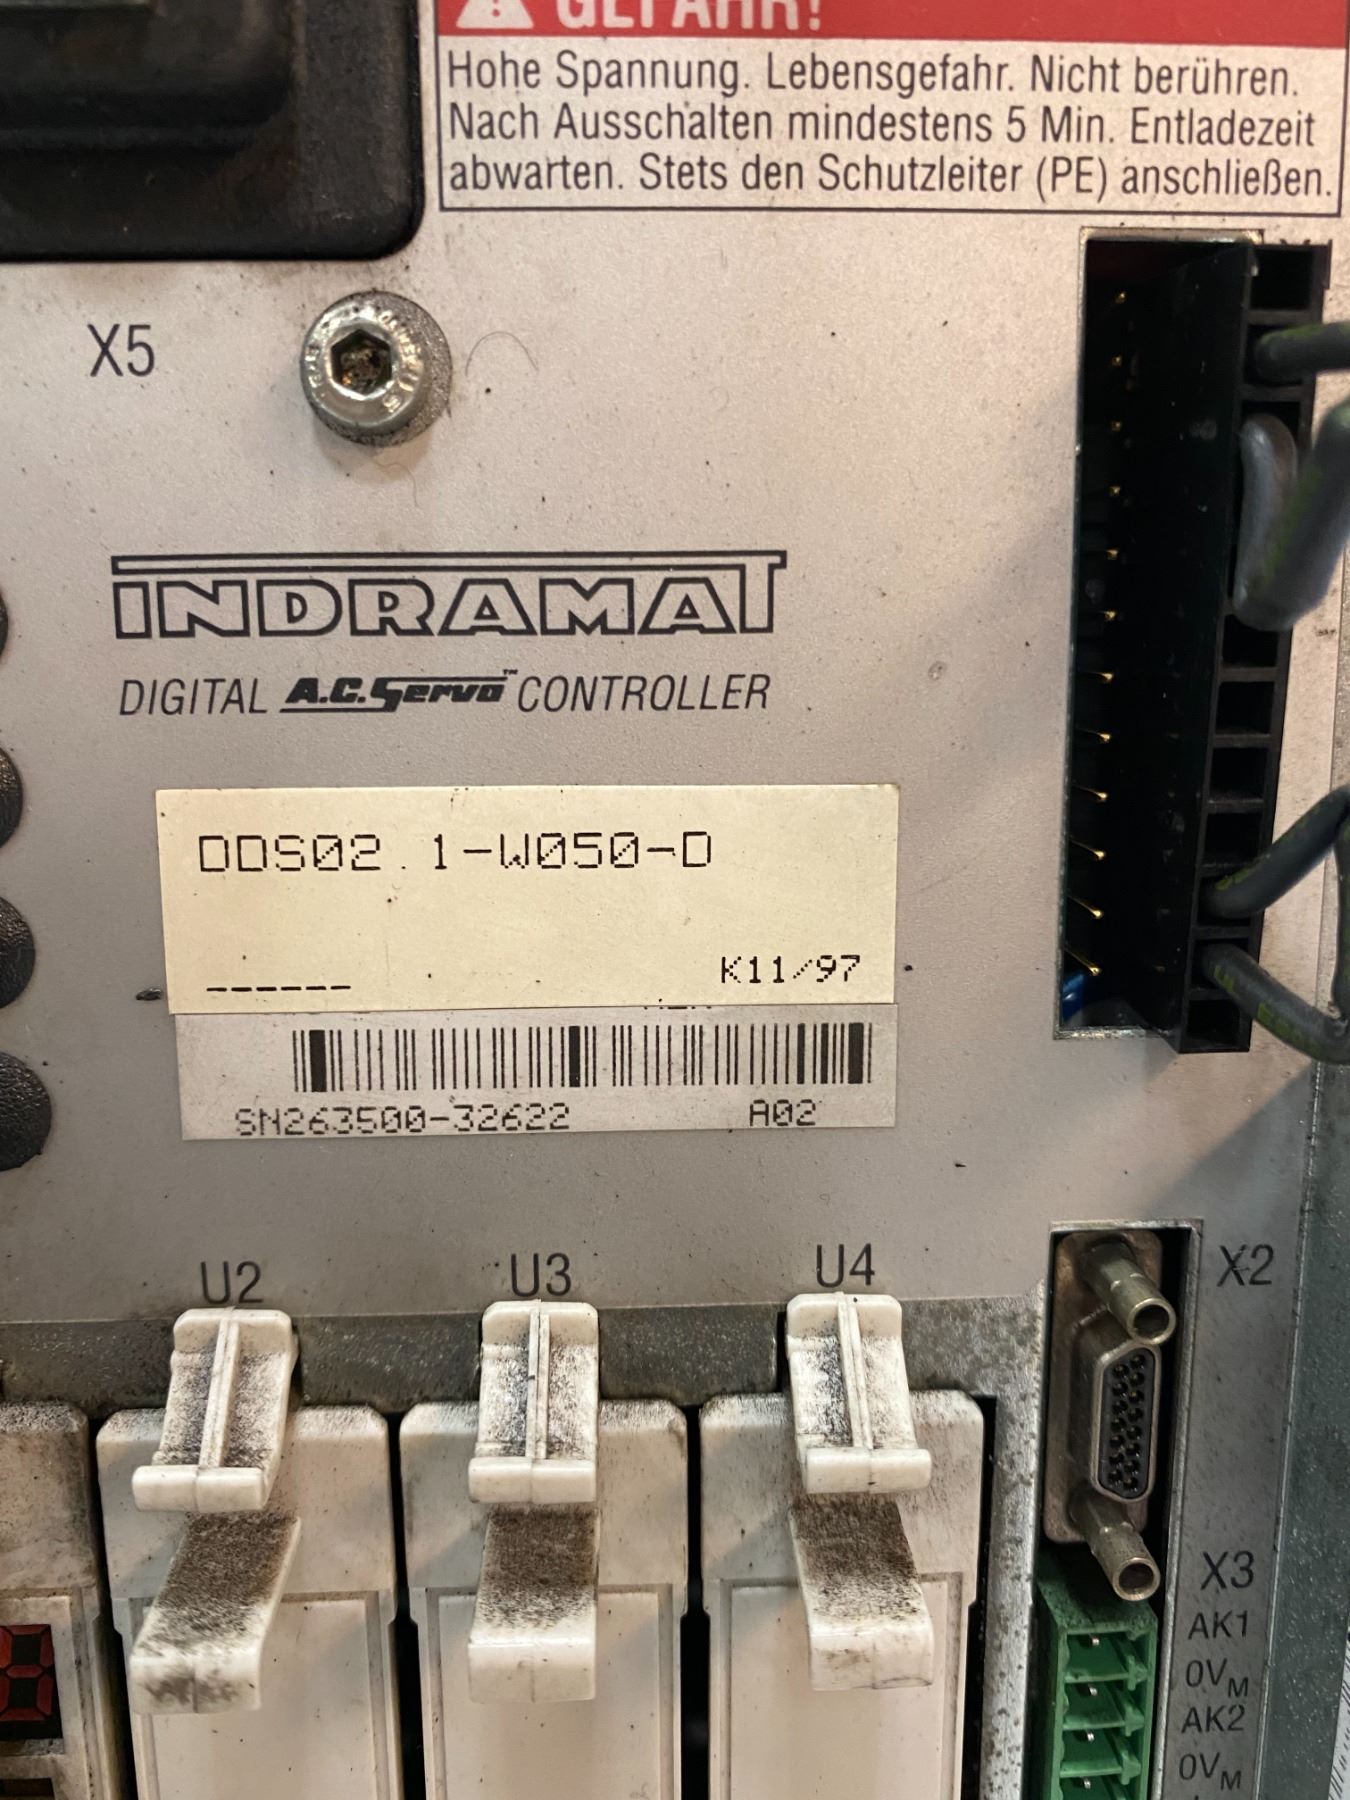 GEFAHR!
Hohe Spannung. Lebensgefahr. Nicht berühren.
Nach Ausschalten mindestens 5 Min. Entladezeit
abwarten. Stets den Schutzleiter (PE) anschließen.
X5
INDRAMAT
DIGITAL A.C. Servo™ CONTROLLER
DDS02.1-W050-D
------
K11/97
SN263500-32622 A02
U2 U3 U4
X2
X3
AK1
0VM
AK2
0VM